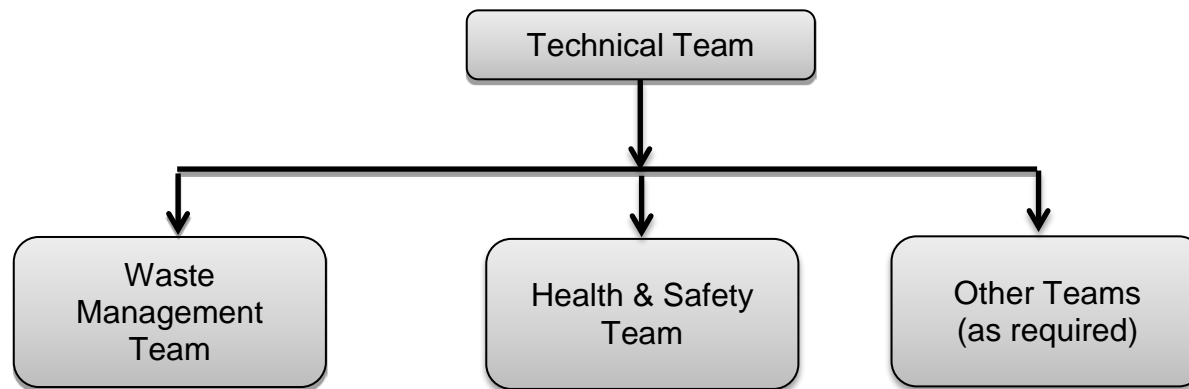 Technical Team
Waste
Management
Team
Health & Safety
Team
Other Teams
(as required)